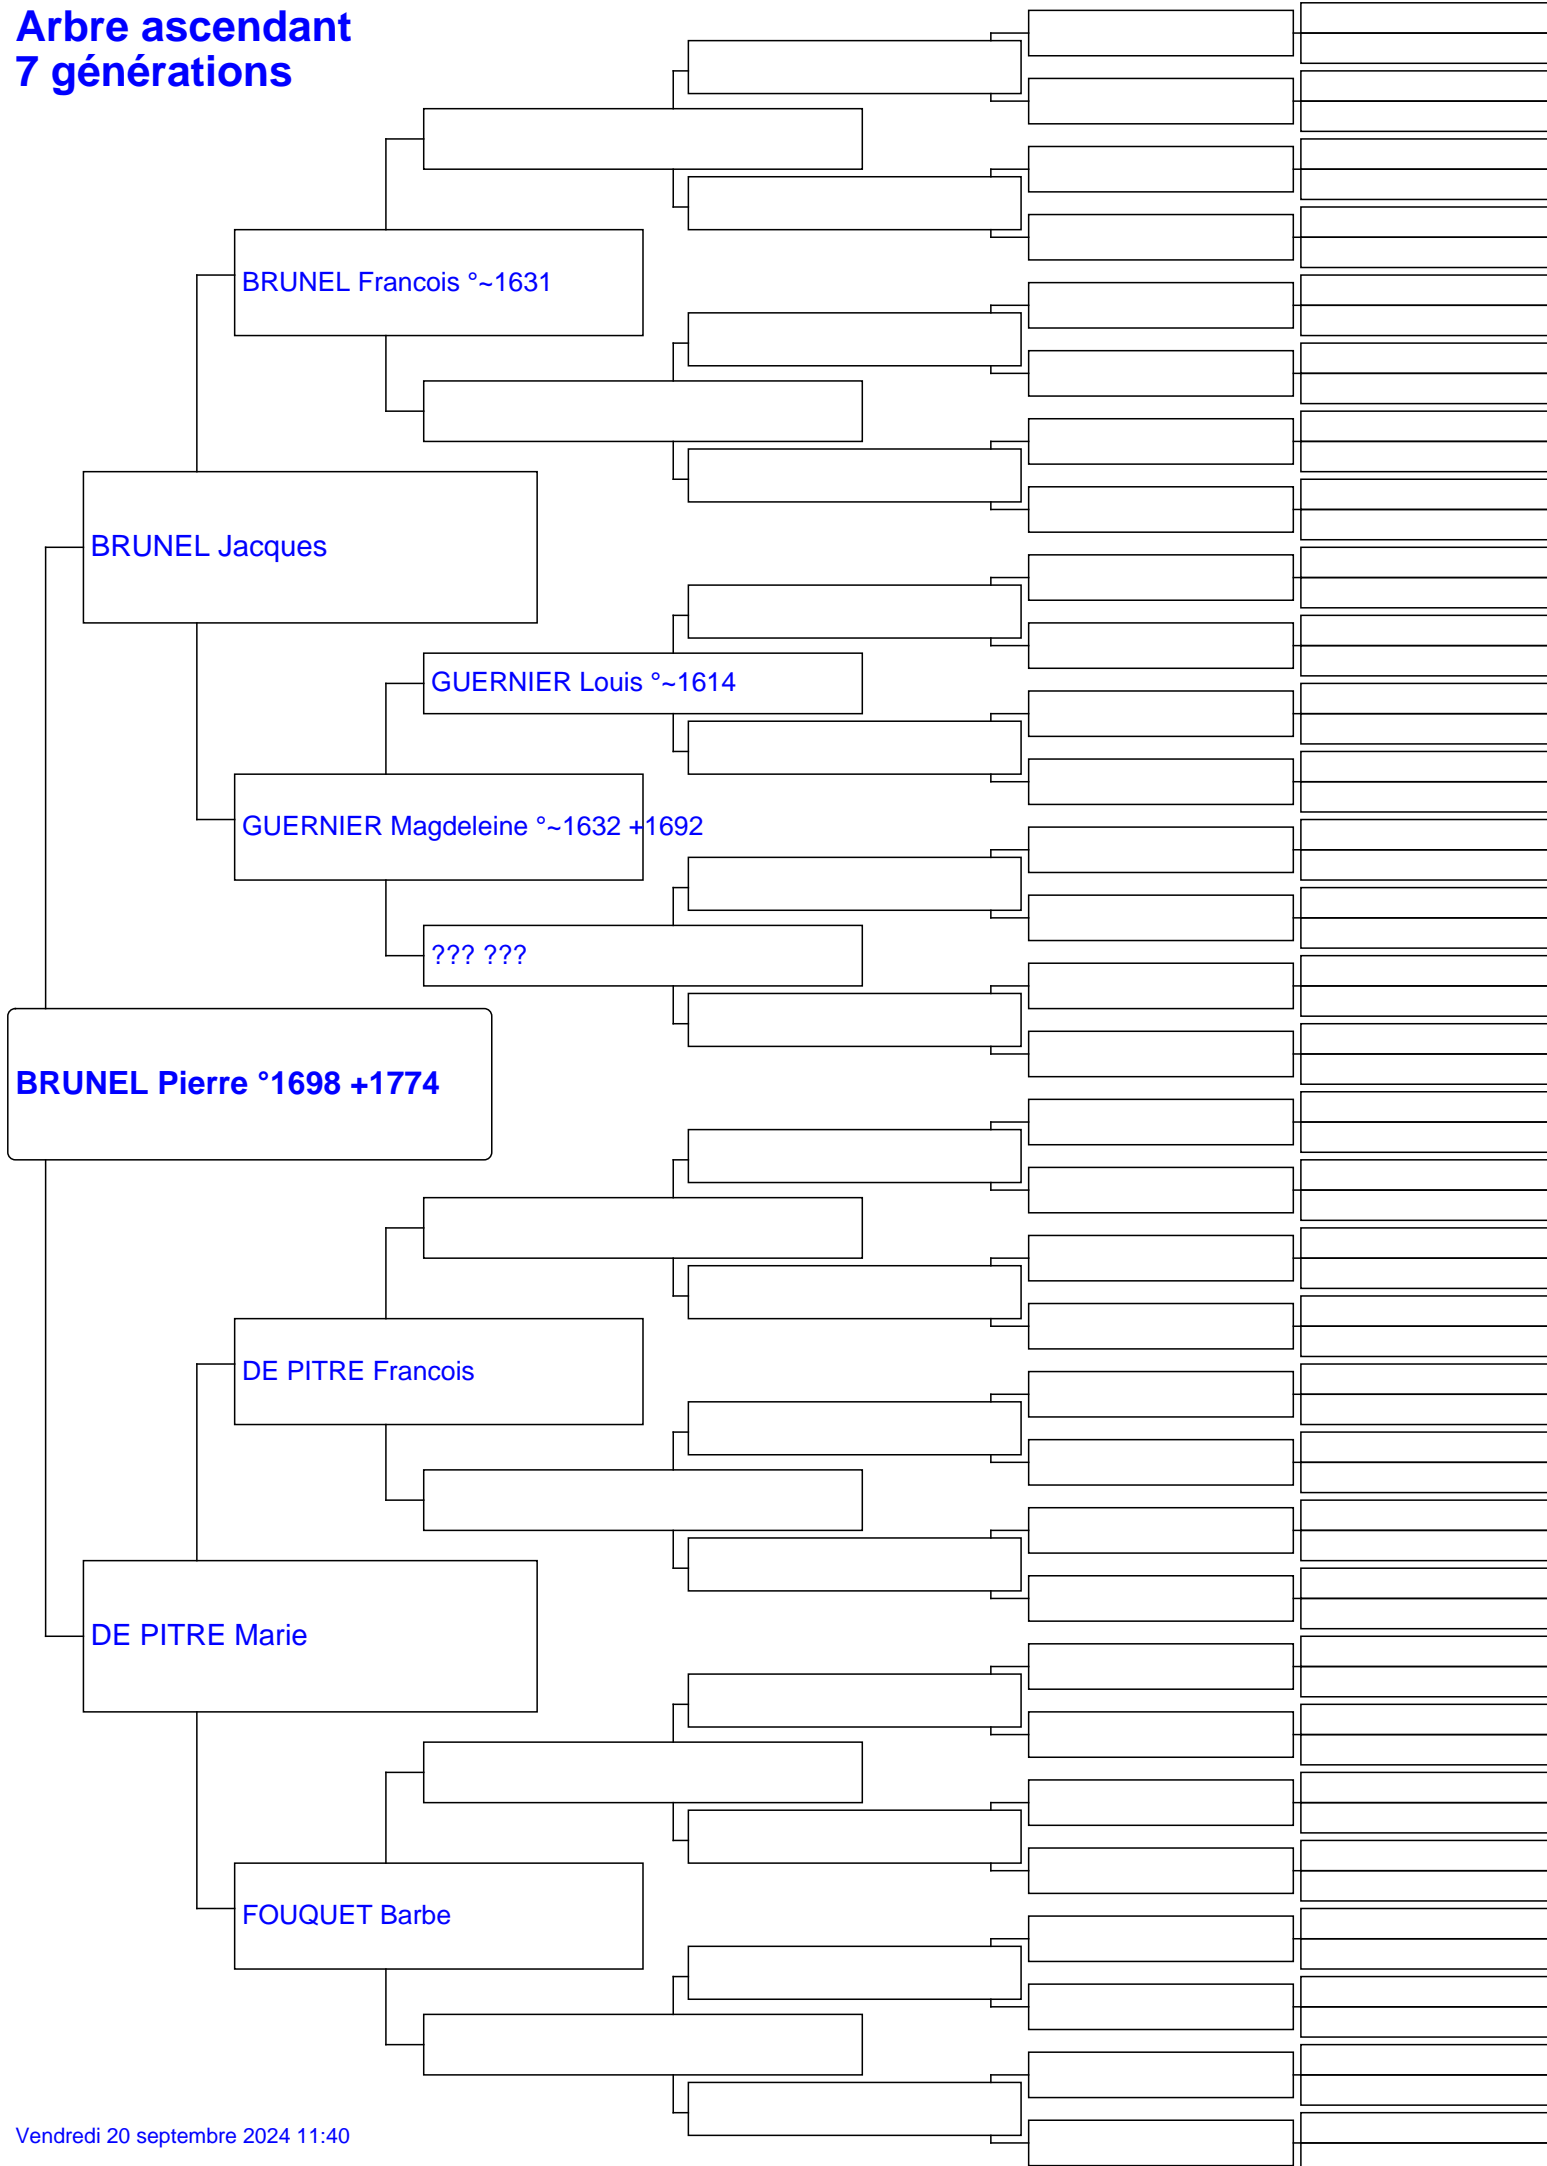 Arbre ascendant
7 générations
BRUNEL Francois °~1631
BRUNEL Jacques
GUERNIER Louis °~1614
GUERNIER Magdeleine °~1632 +1692
??? ???
BRUNEL Pierre °1698 +1774
DE PITRE Francois
DE PITRE Marie
FOUQUET Barbe
Vendredi 20 septembre 2024 11:40